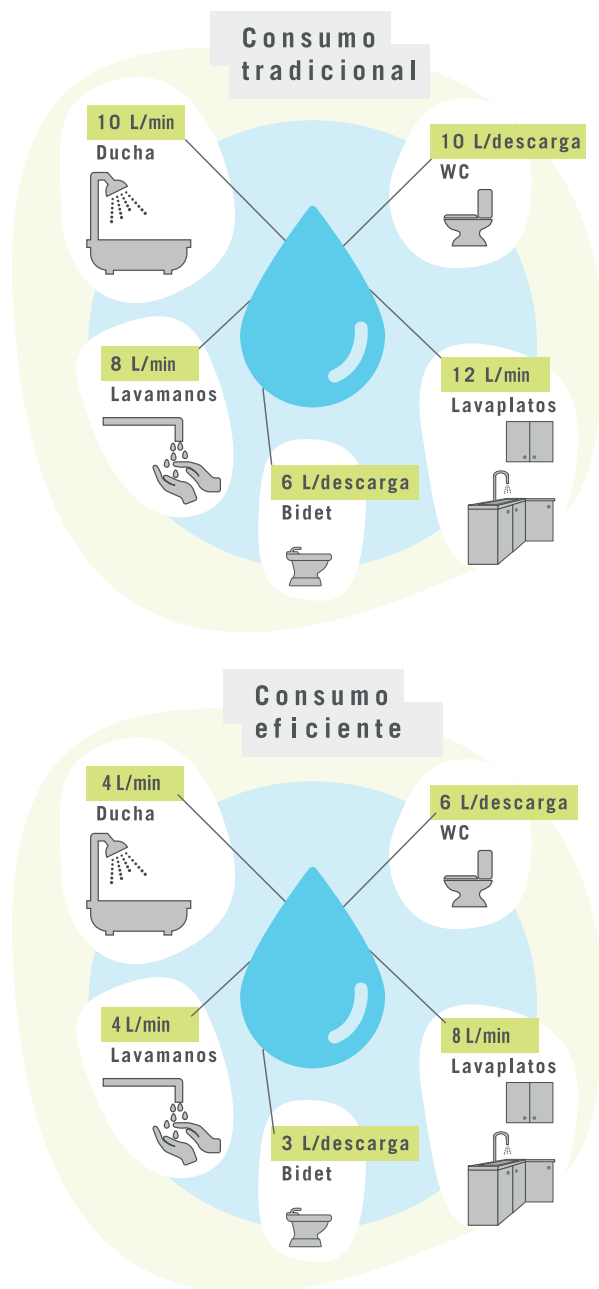 Consumo
tradicional
10 L/min
Ducha
10 L/descarga
WC
8 L/min
Lavamanos
12 L/min
Lavaplatos
6 L/descarga
Bidet
Consumo
eficiente
4 L/min
Ducha
6 L/descarga
WC
4 L/min
Lavamanos
8 L/min
Lavaplatos
3 L/descarga
Bidet